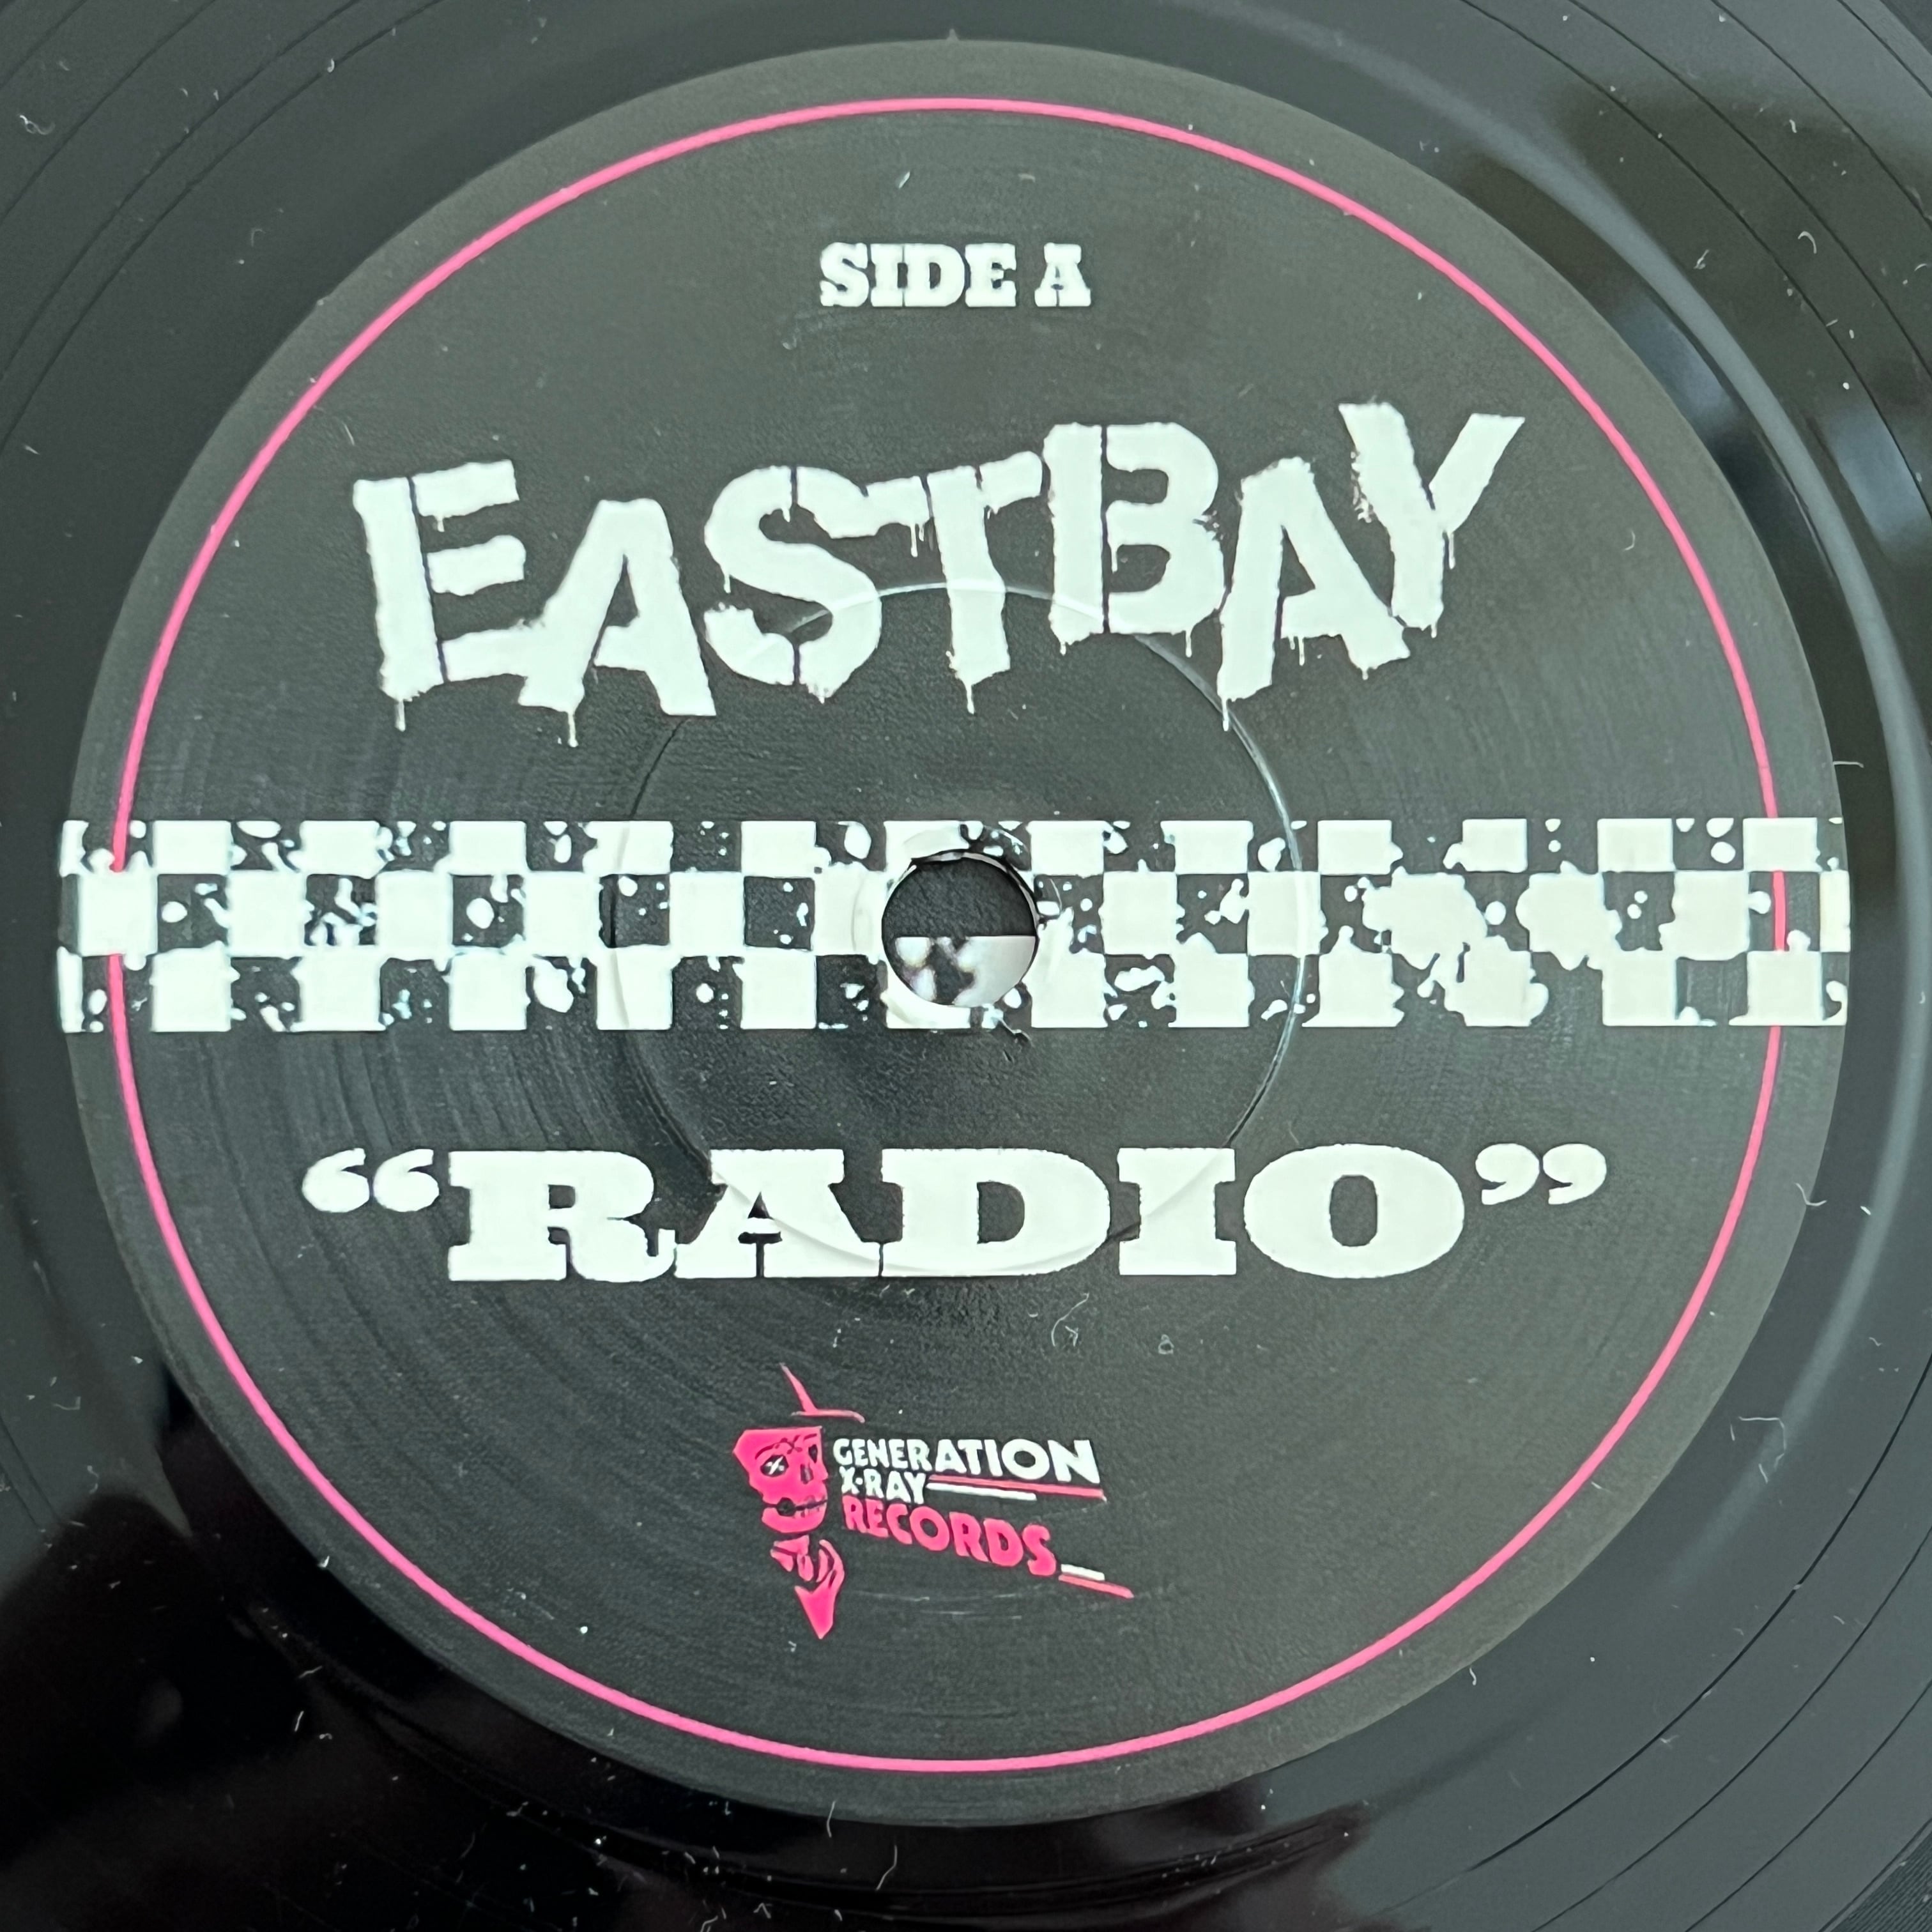 SIDE A
EASTBAY
“RADIO”
GENERATION
X-RAY
RECORDS